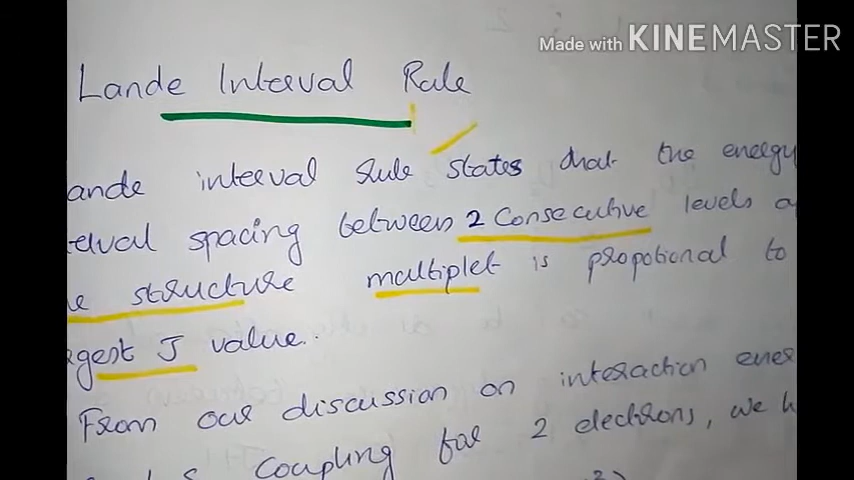 Made with KINEMASTER
Lande Interval Rule
ande interval rule states that the energy
erval spacing between 2 Consecutive levels o
e structure multiplet is propotional to
gest J value.
From our discussion on interaction ener
coupling for 2 electrons, we h